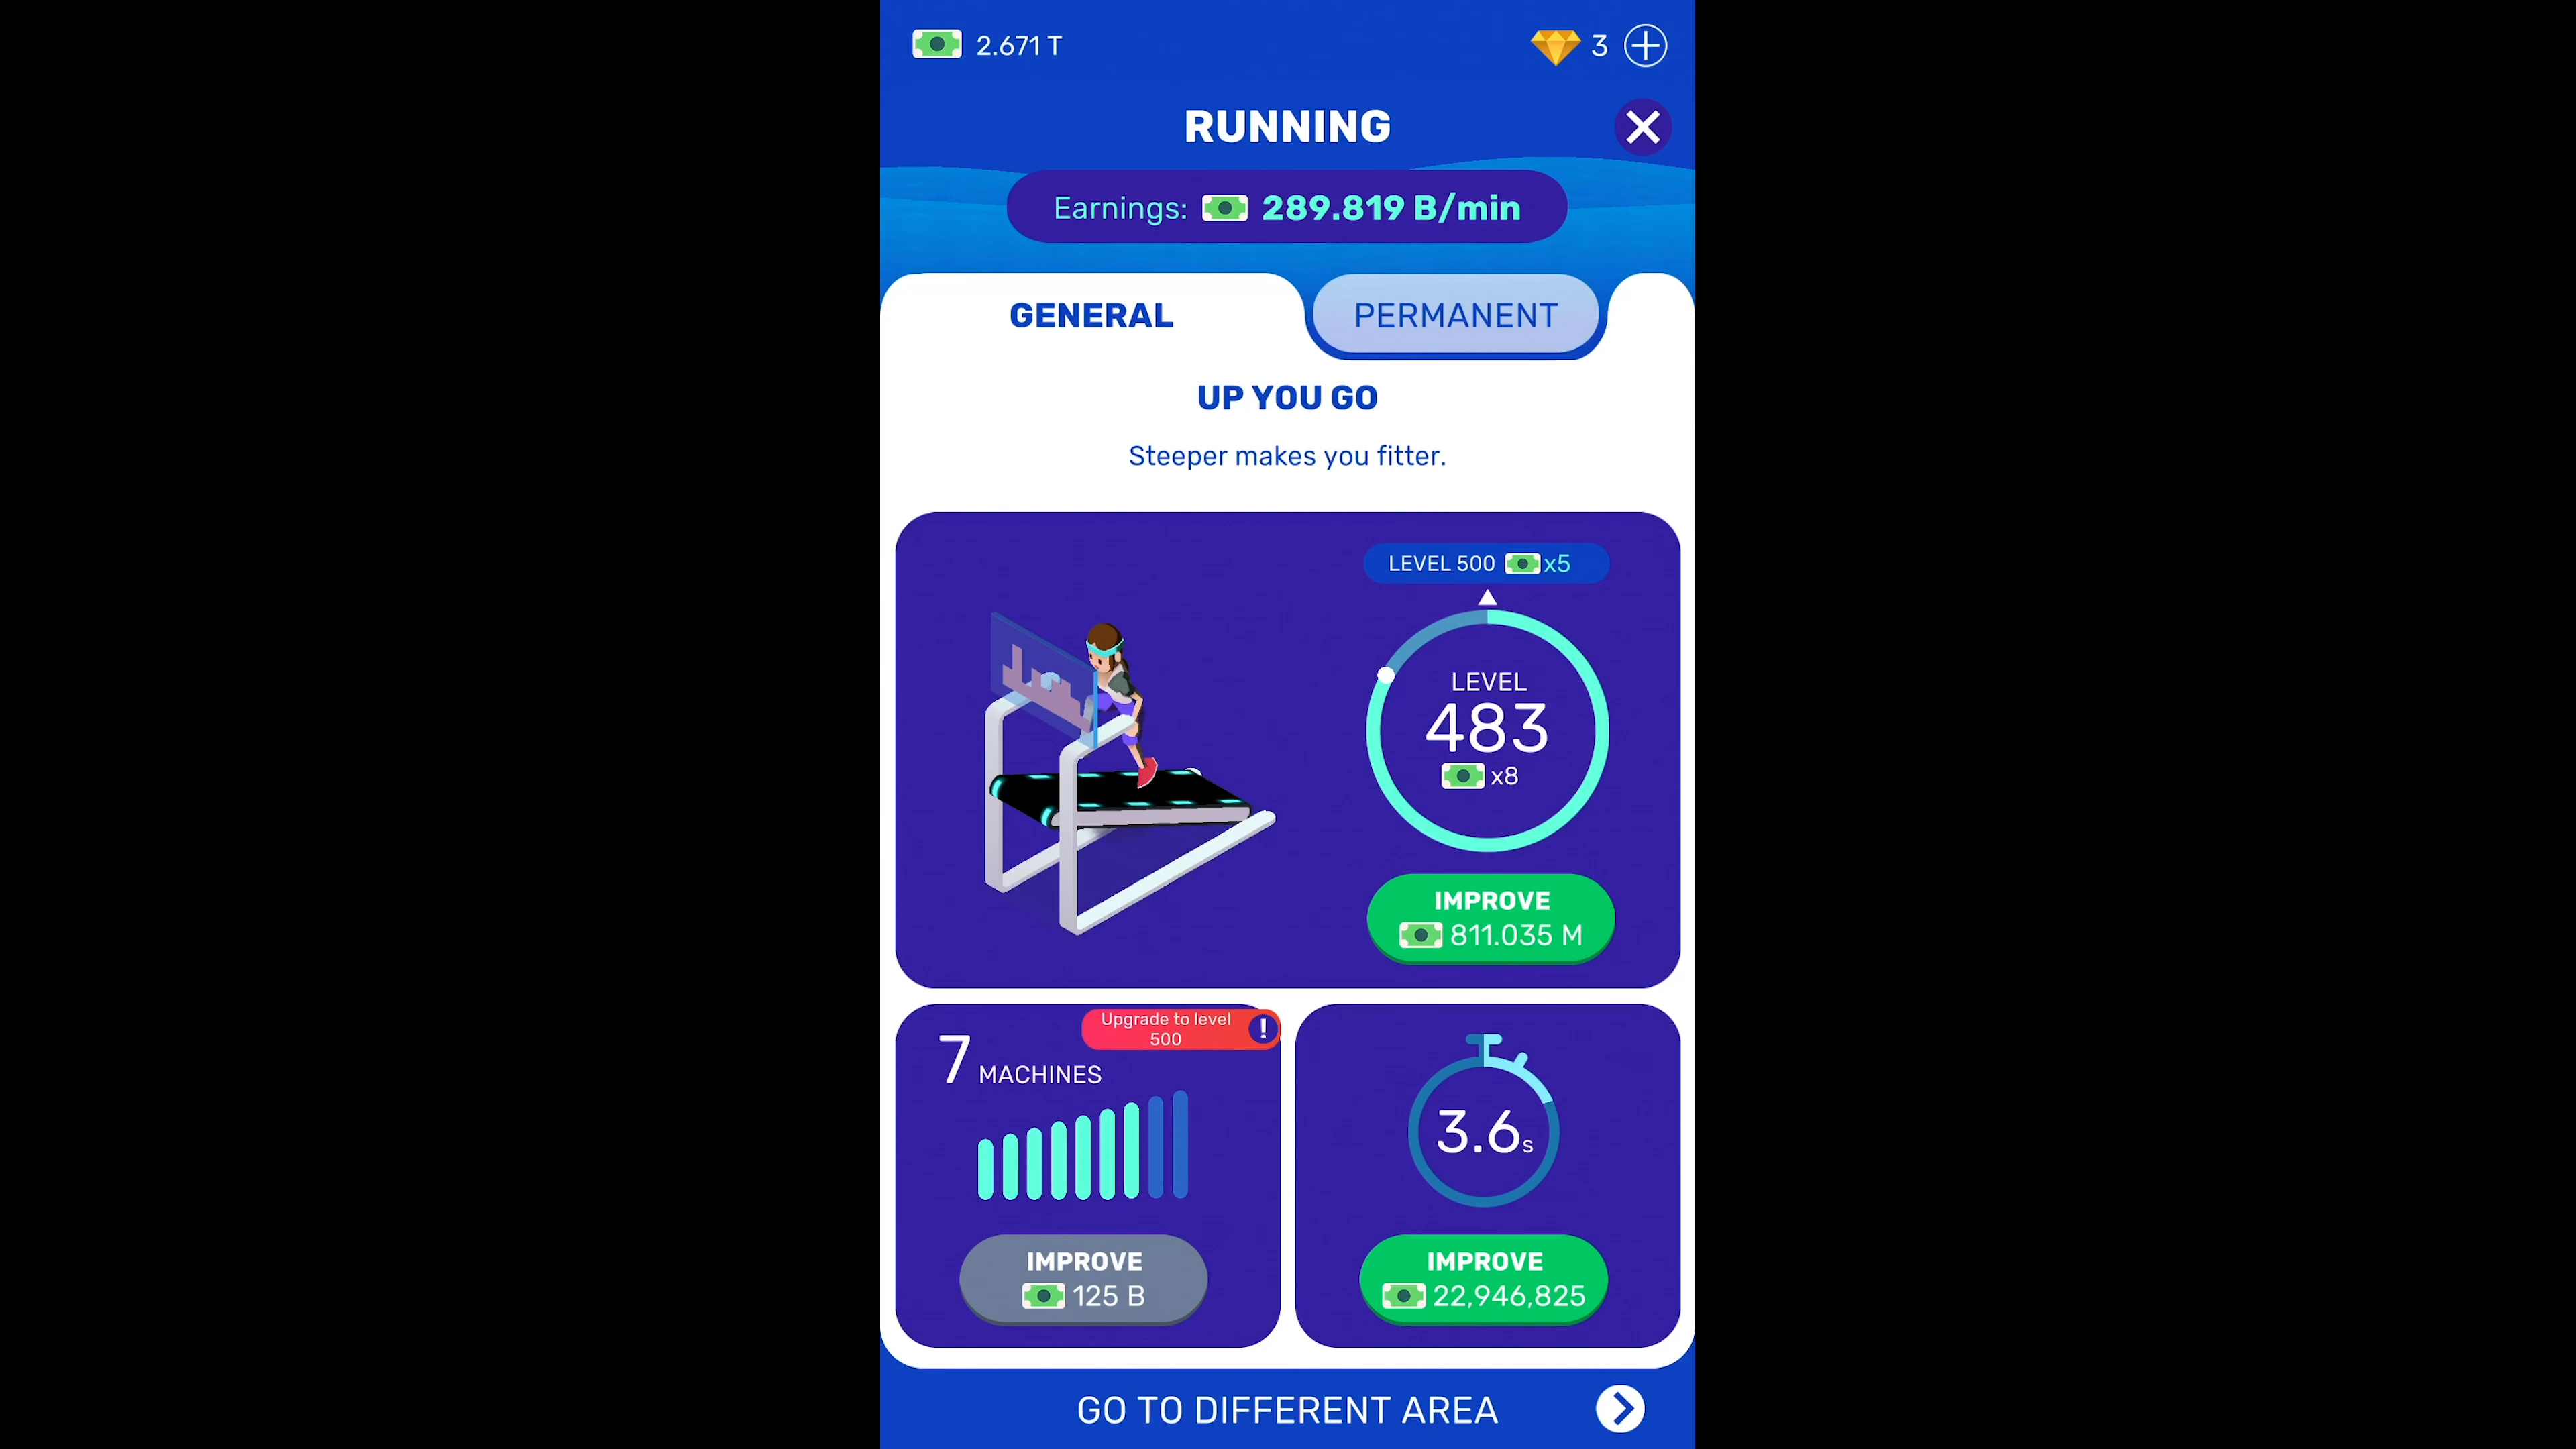 2.671 T
3
RUNNING
Earnings: 289.819 B/min
GENERAL
PERMANENT
UP YOU GO
Steeper makes you fitter.
LEVEL 500 x5
LEVEL
483
x8
IMPROVE
811.035 M
Upgrade to level
500
!
7 MACHINES
IMPROVE
125 B
3.6s
IMPROVE
22,946,825
GO TO DIFFERENT AREA